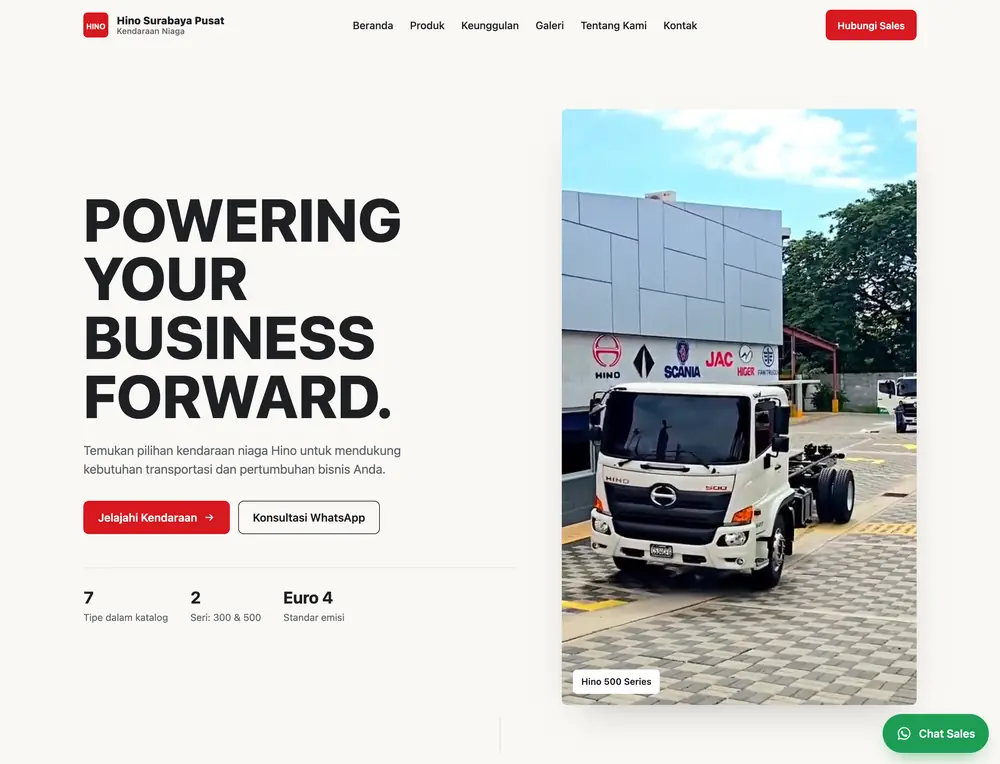 HINO
Hino Surabaya Pusat
Kendaraan Niaga
Beranda Produk Keunggulan Galeri Tentang Kami Kontak
Hubungi Sales
POWERING
YOUR
BUSINESS
FORWARD.
Temukan pilihan kendaraan niaga Hino untuk mendukung
kebutuhan transportasi dan pertumbuhan bisnis Anda.
Jelajahi Kendaraan →
Konsultasi WhatsApp
7
Tipe dalam katalog
2
Seri: 300 & 500
Euro 4
Standar emisi
HINO
SCANIA
JAC
HIGER
HINO
500
Hino 500 Series
Chat Sales